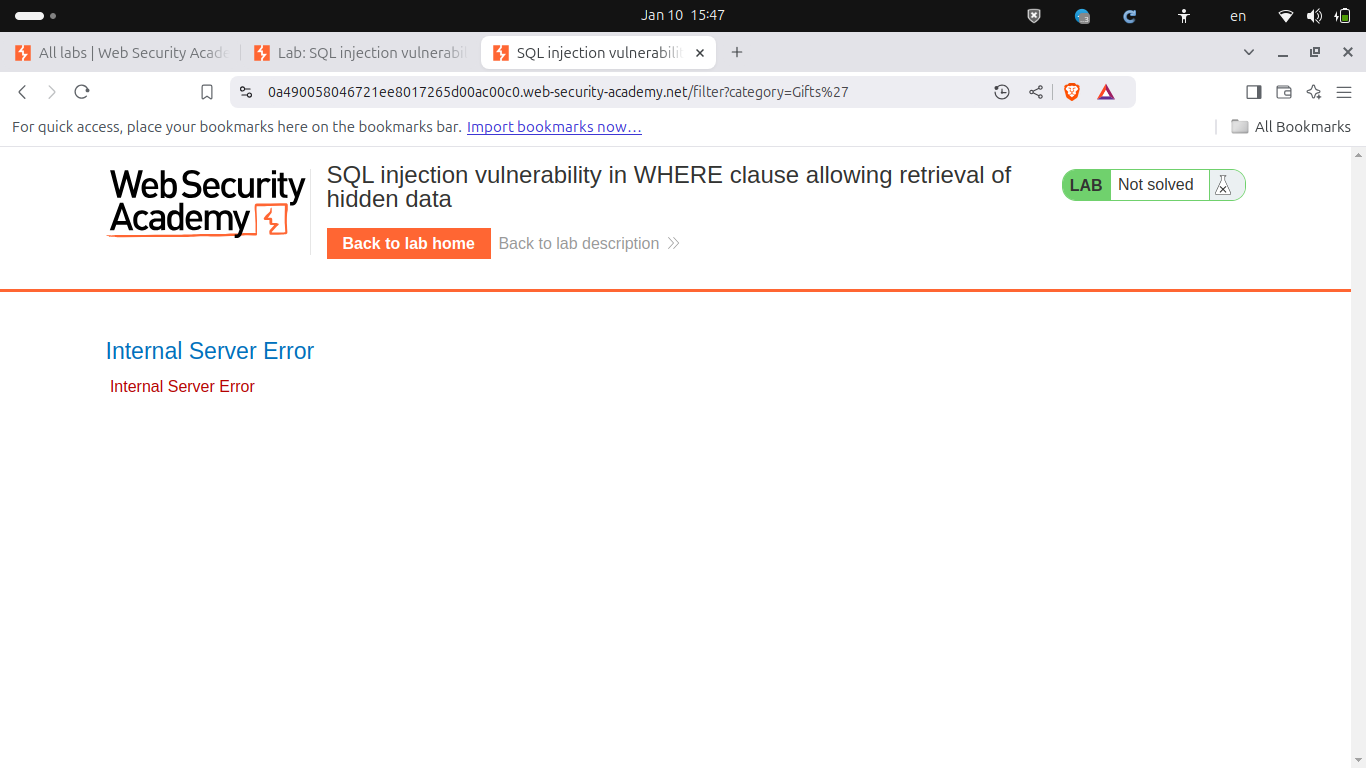 Jan 10 15:47
en
All labs | Web Security Acade
Lab: SQL injection vulnerabil
SQL injection vulnerabili
0a490058046721ee8017265d00ac00c0.web-security-academy.net/filter?category=Gifts%27
For quick access, place your bookmarks here on the bookmarks bar. Import bookmarks now…
All Bookmarks
Web Security
Academy
SQL injection vulnerability in WHERE clause allowing retrieval of
hidden data
LAB Not solved
Back to lab home
Back to lab description
Internal Server Error
Internal Server Error